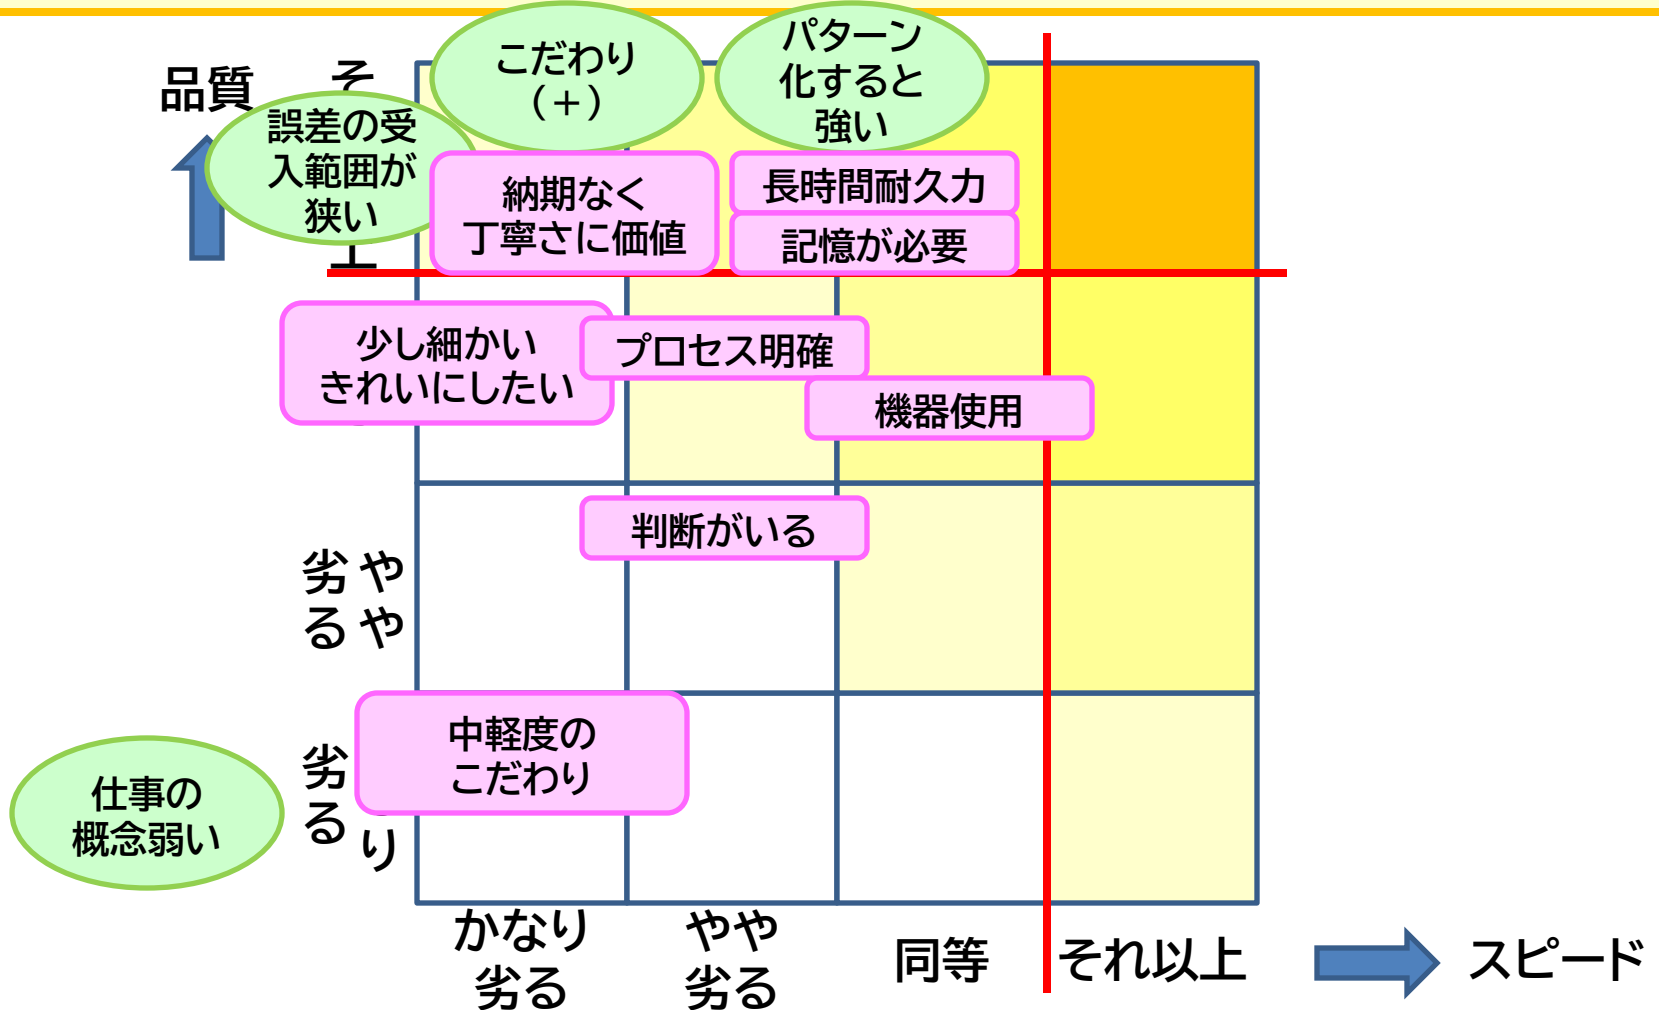 品質
そ
上
こだわり
（＋）
パターン
化すると
強い
誤差の受
入範囲が
狭い
納期なく
丁寧さに価値
長時間耐久力
記憶が必要
少し細かい
きれいにしたい
プロセス明確
機器使用
判断がいる
やや
劣る
中軽度の
こだわり
り
劣る
仕事の
概念弱い
かなり
劣る
やや
劣る
同等
それ以上
スピード